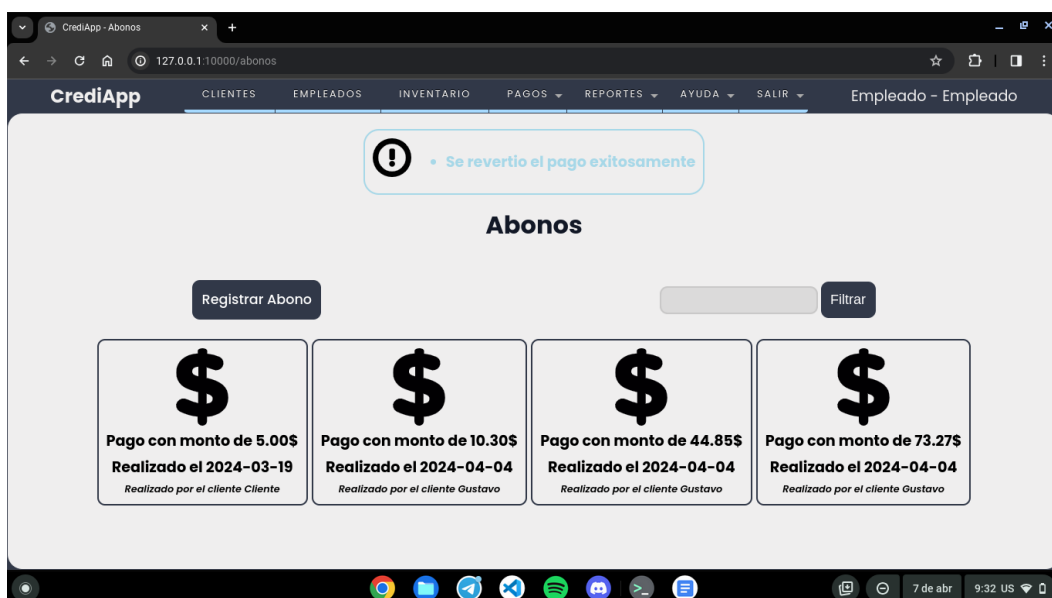 CrediApp - Abonos
127.0.0.1:10000/abonos
CrediApp CLIENTES EMPLEADOS INVENTARIO PAGOS REPORTES AYUDA SALIR Empleado - Empleado
• Se revertio el pago exitosamente
Abonos
Registrar Abono Filtrar
$ $ $ $
Pago con monto de 5.00$ Pago con monto de 10.30$ Pago con monto de 44.85$ Pago con monto de 73.27$
Realizado el 2024-03-19 Realizado el 2024-04-04 Realizado el 2024-04-04 Realizado el 2024-04-04
Realizado por el cliente Cliente Realizado por el cliente Gustavo Realizado por el cliente Gustavo Realizado por el cliente Gustavo
7 de abr 9:32 US